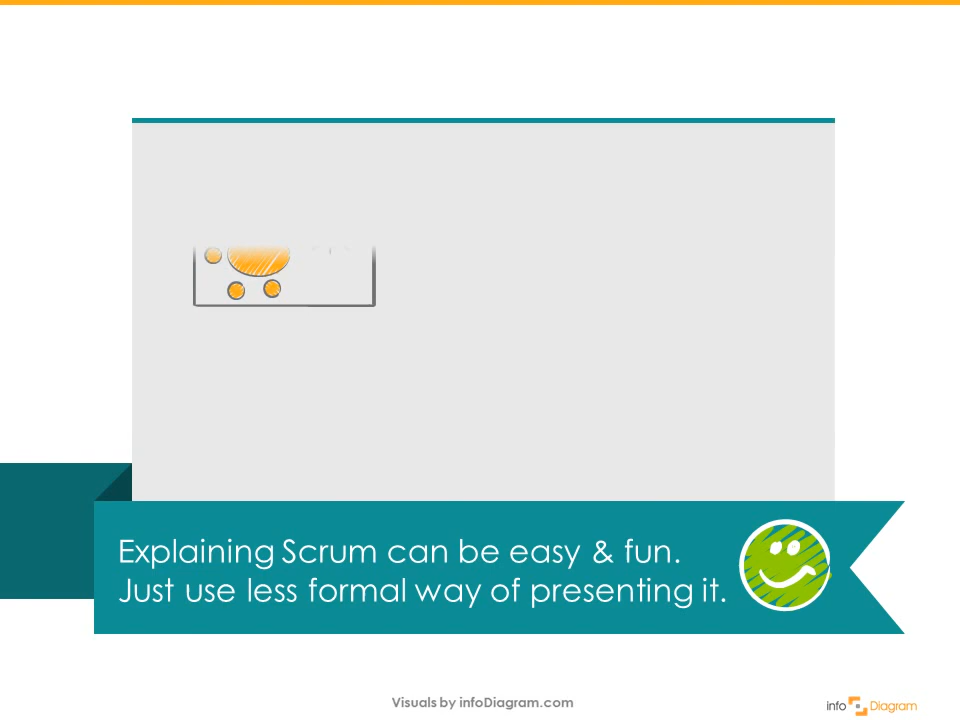 Explaining Scrum can be easy & fun.
Just use less formal way of presenting it.
Visuals by infoDiagram.com
info Diagram